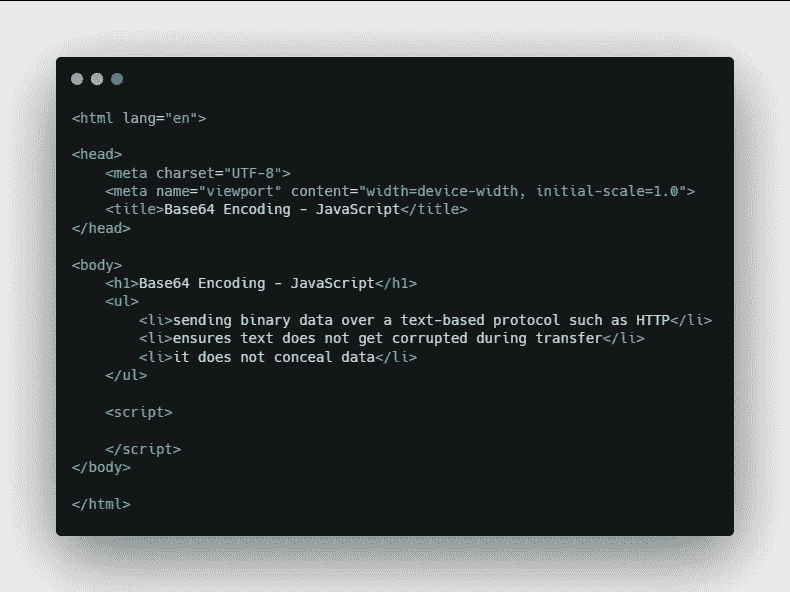 <html lang="en">
<head>
<meta charset="UTF-8">
<meta name="viewport" content="width=device-width, initial-scale=1.0">
<title>Base64 Encoding - JavaScript</title>
</head>
<body>
<h1>Base64 Encoding - JavaScript</h1>
<ul>
<li>sending binary data over a text-based protocol such as HTTP</li>
<li>ensures text does not get corrupted during transfer</li>
<li>it does not conceal data</li>
</ul>
<script>
</script>
</body>
</html>